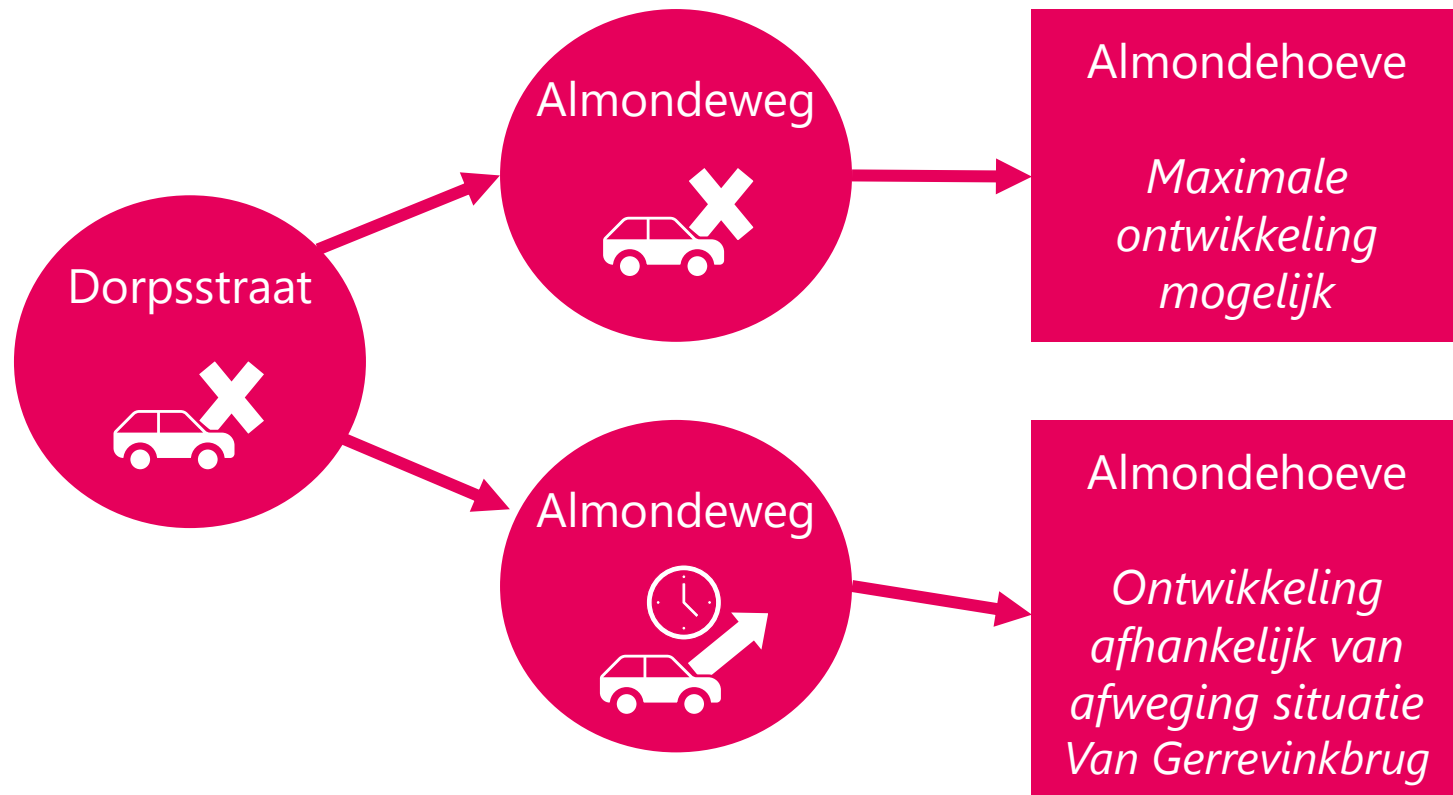 Dorpsstraat
Almondeweg
Almondehoeve
Maximale
ontwikkeling
mogelijk
Almondeweg
Almondehoeve
Ontwikkeling
afhankelijk van
afweging situatie
Van Gerrevinkbrug